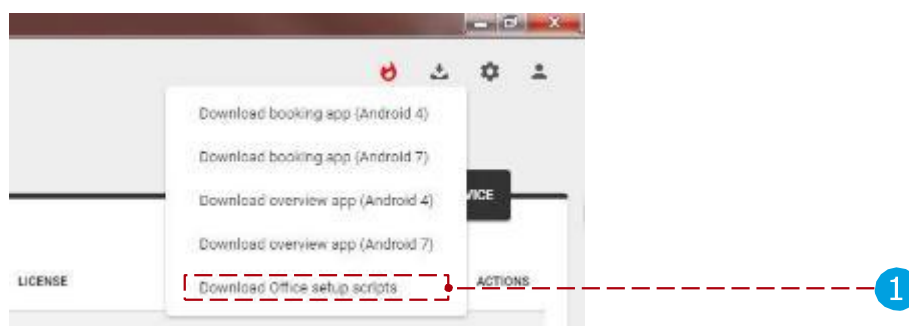 Download booking app (Android 4)
Download booking app (Android 7)
Download overview app (Android 4)
VICE
Download overview app (Android 7)
LICENSE
Download Office setup scripts
ACTIONS
1